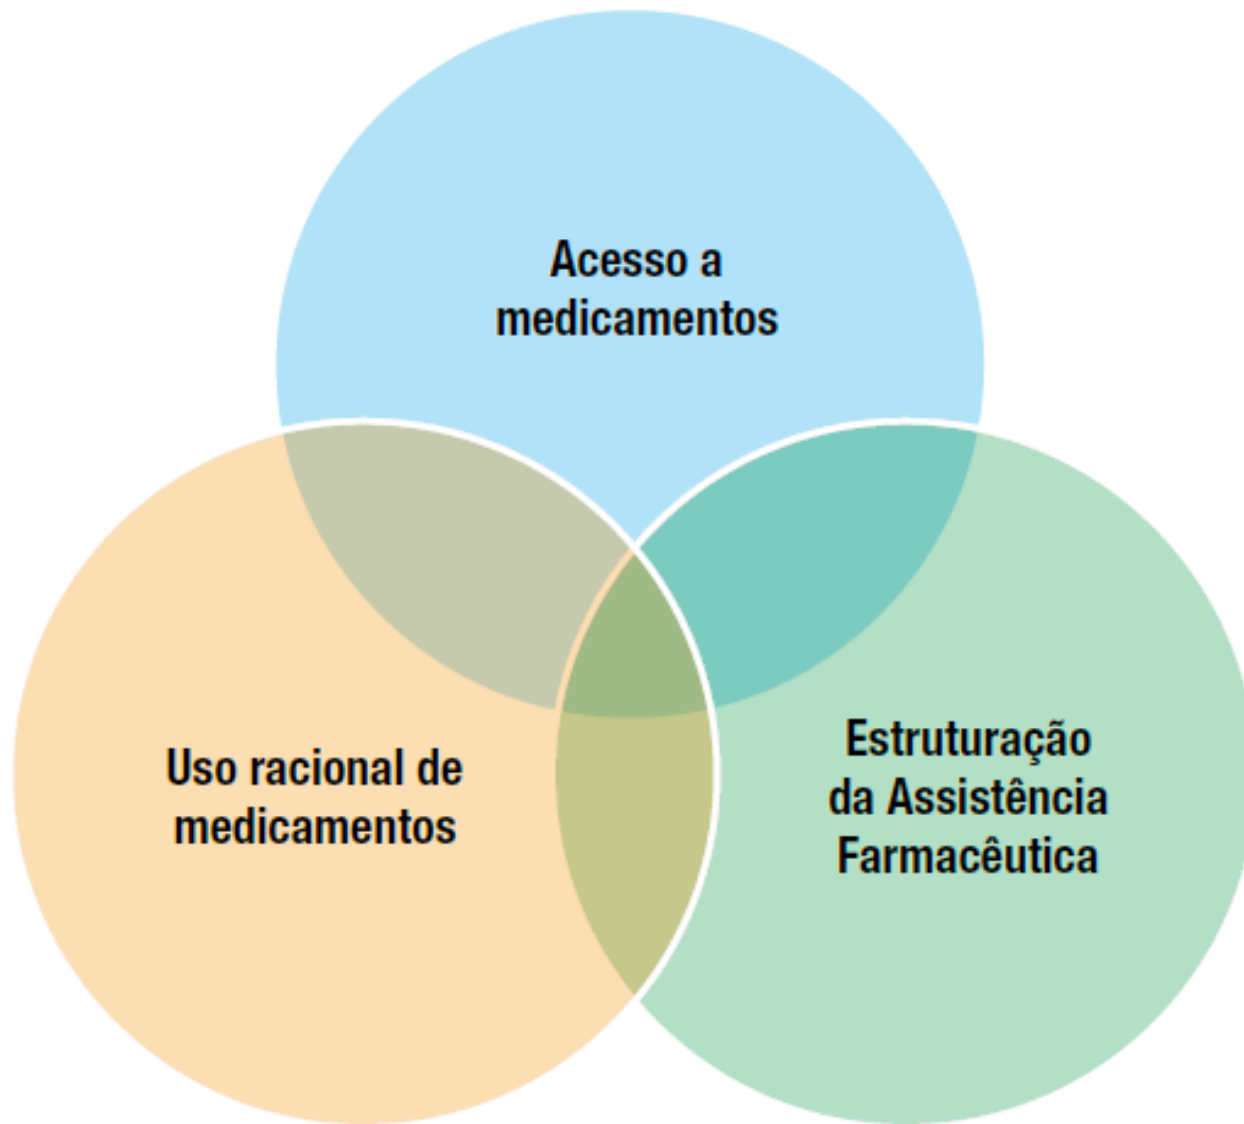 Acesso a
medicamentos
Uso racional de
medicamentos
Estruturação
da Assistência
Farmacêutica